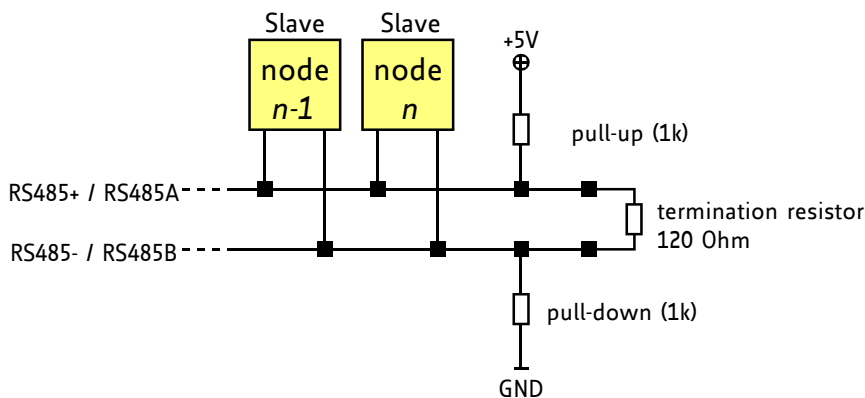 Slave
Slave
node
n-1
node
n
+5V
pull-up (1k)
RS485+ / RS485A
termination resistor
120 Ohm
RS485- / RS485B
pull-down (1k)
GND